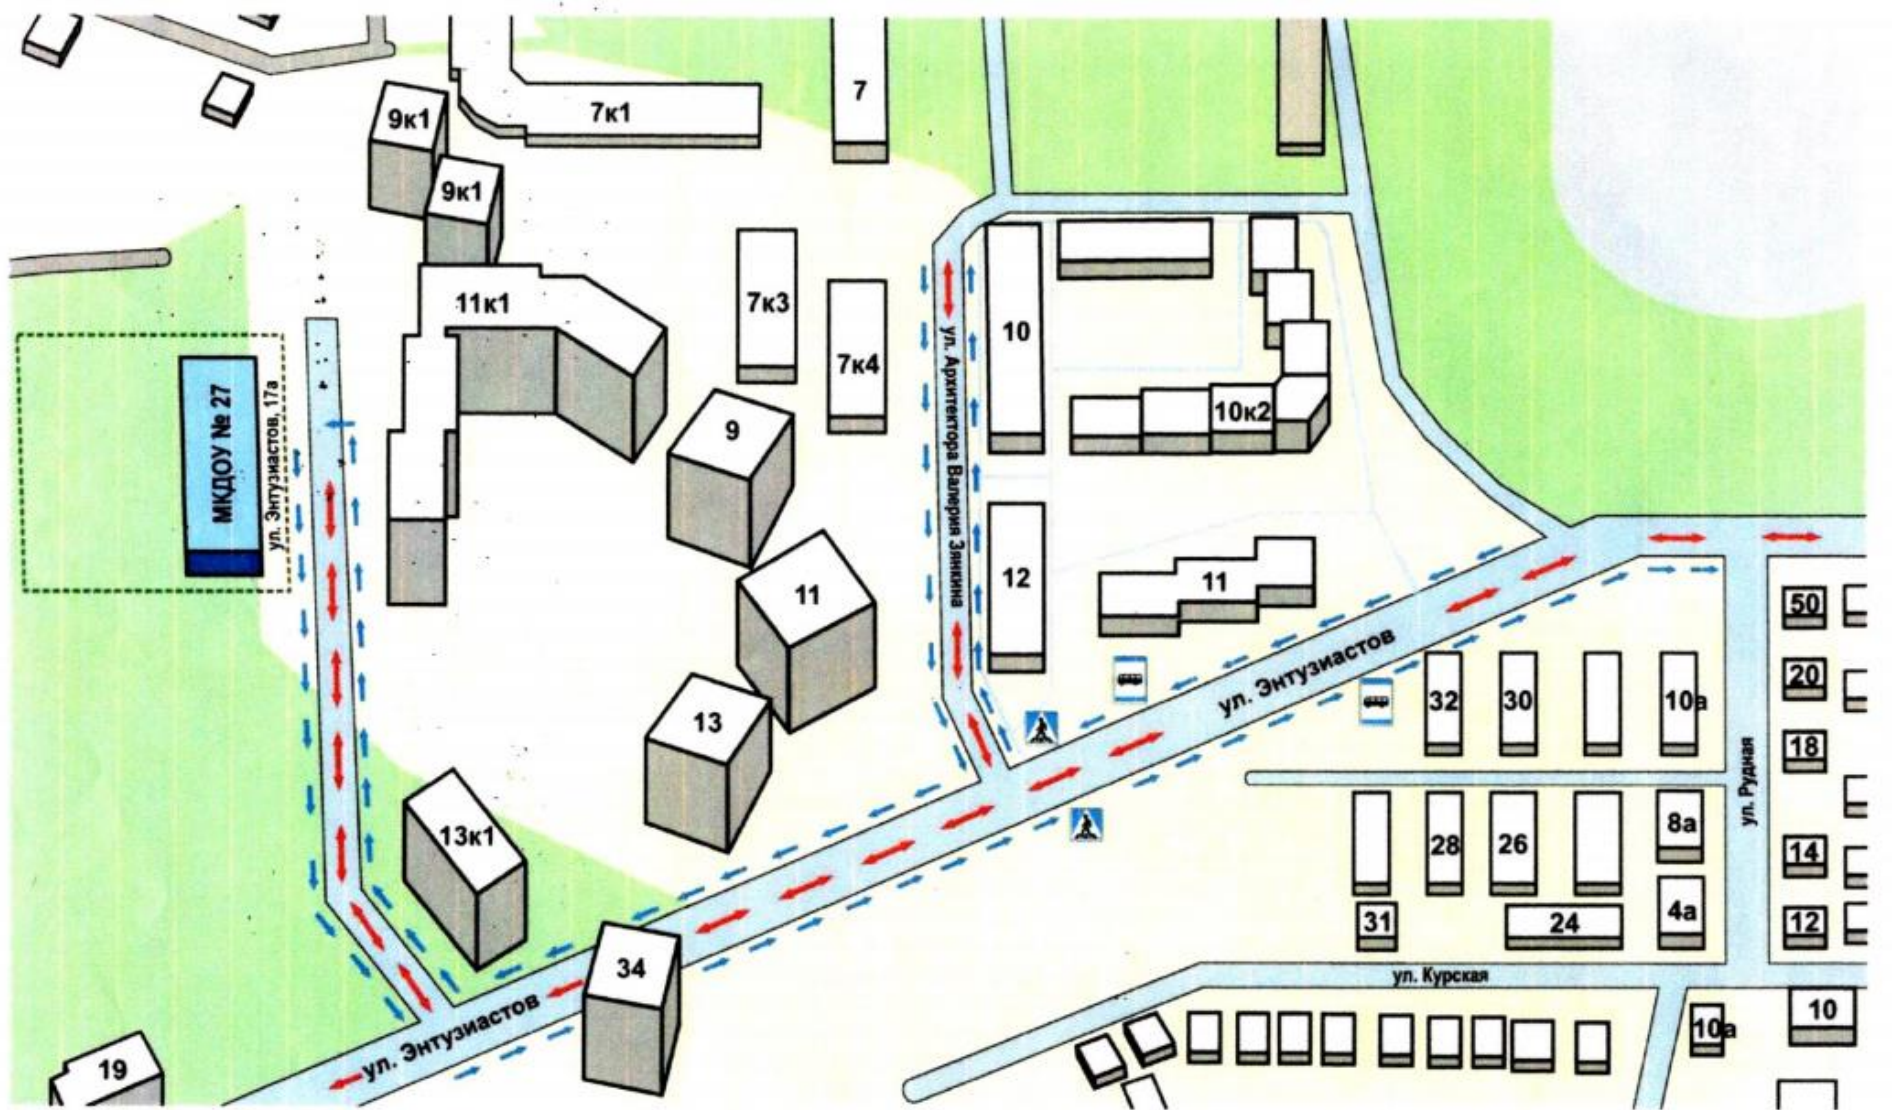 7к1
7
9к1
9к1
11к1
7к3
7к4
10
10к2
МКДОУ № 27
ул. Энтузиастов, 17а
9
ул. Архитектора Валерия Зянкина
12
11
11
50
ул. Энтузиастов
20
32
30
10а
13
18
ул. Рудная
13к1
28
26
8а
14
31
24
4а
12
34
ул. Курская
ул. Энтузиастов
10а
10
19